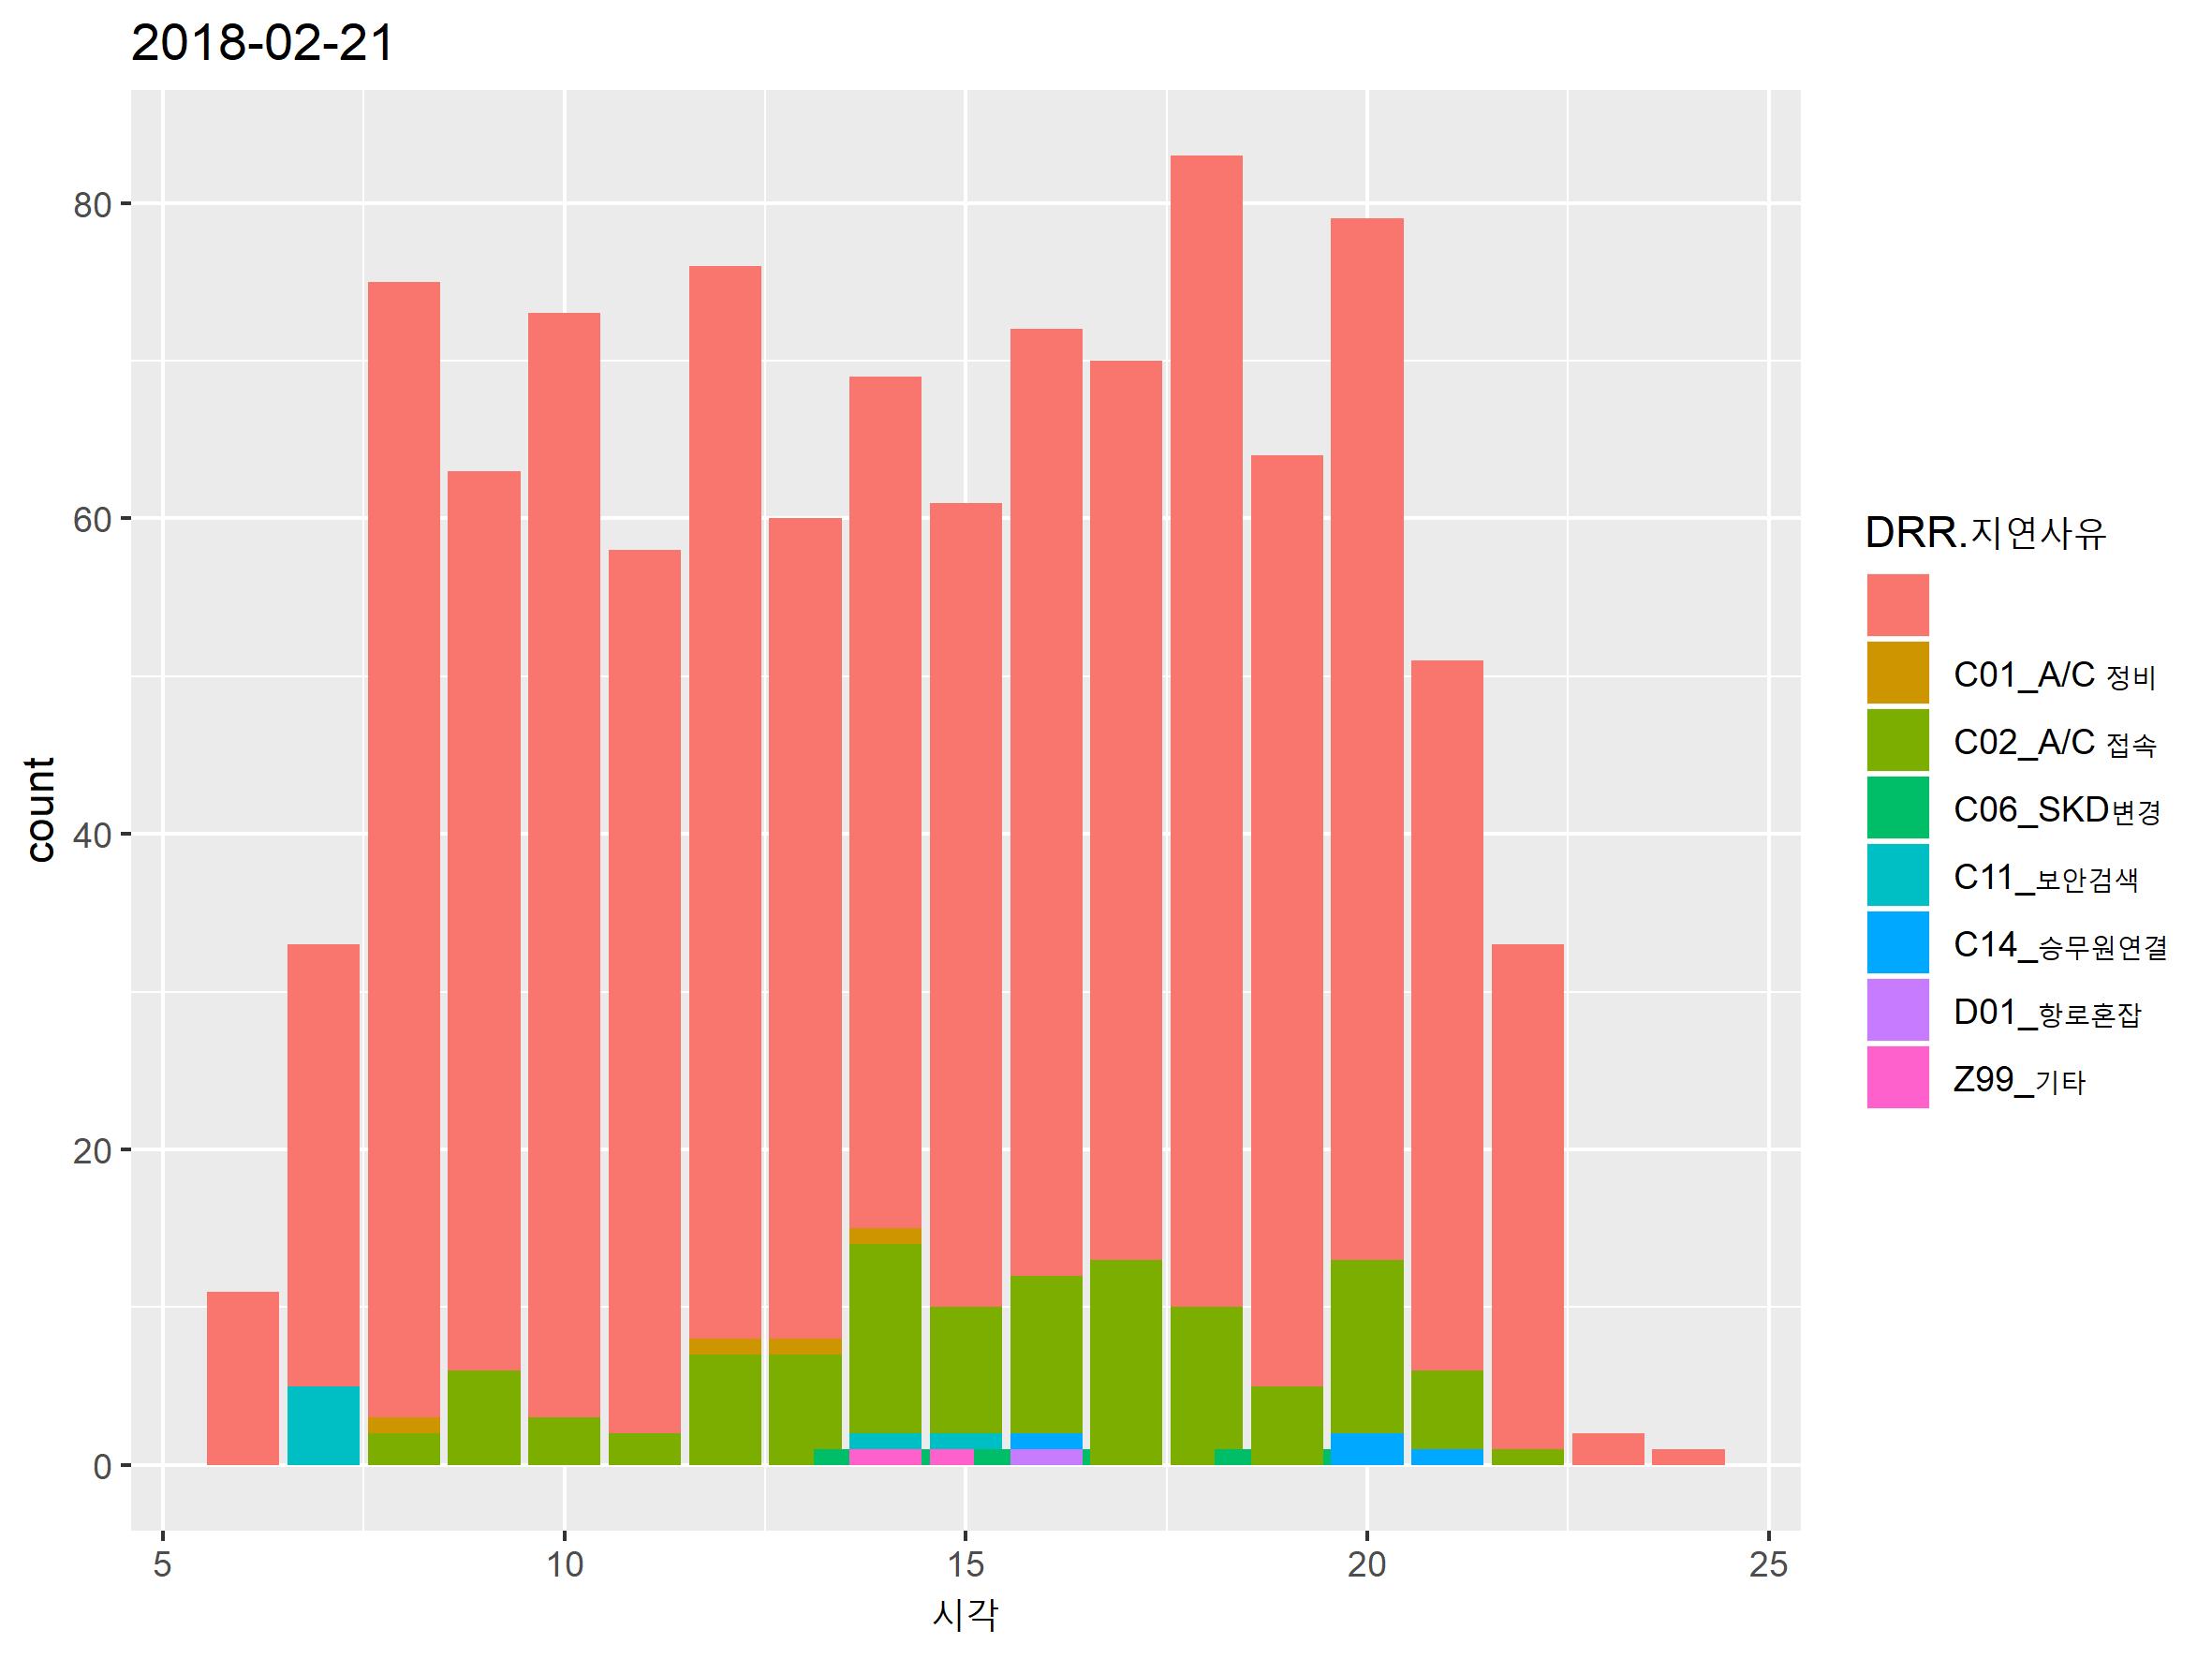 2018-02-21
80
60
40
20
0
count
5 10 15 20 25
시각
DRR.지연사유
C01_A/C 정비
C02_A/C 접속
C06_SKD변경
C11_보안검색
C14_승무원연결
D01_항로혼잡
Z99_기타